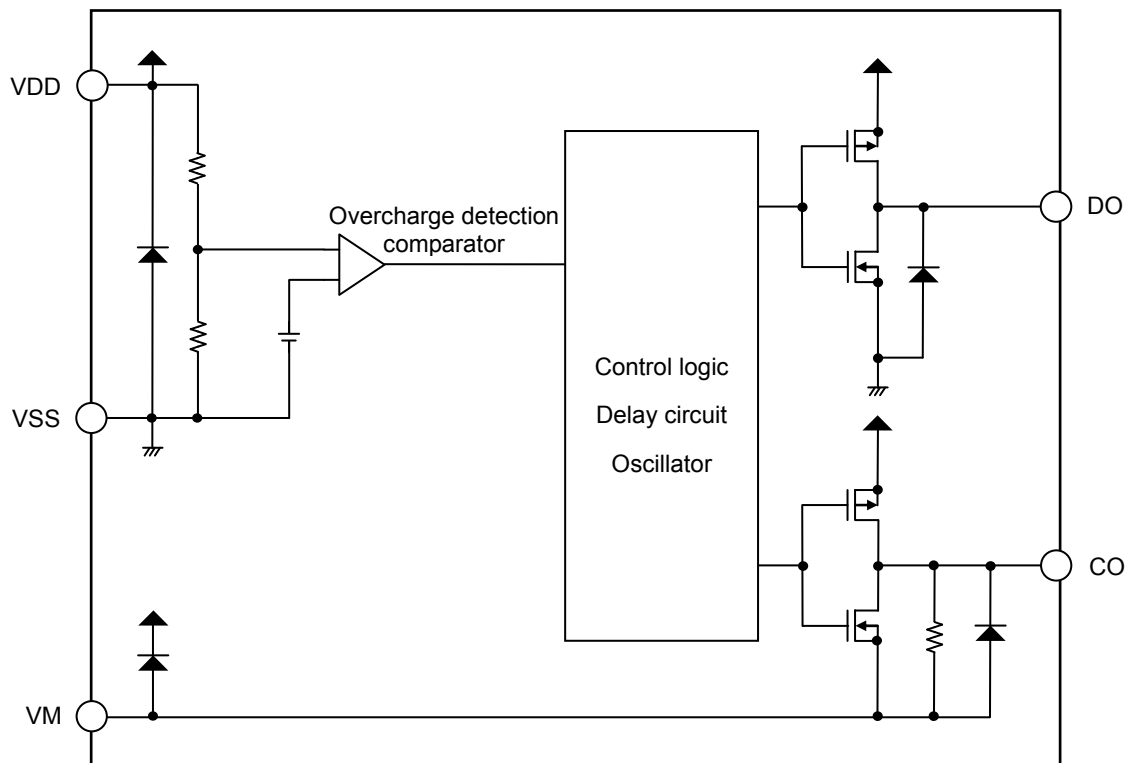 VDD
Overcharge detection
comparator
DO
Control logic
Delay circuit
Oscillator
VSS
CO
VM